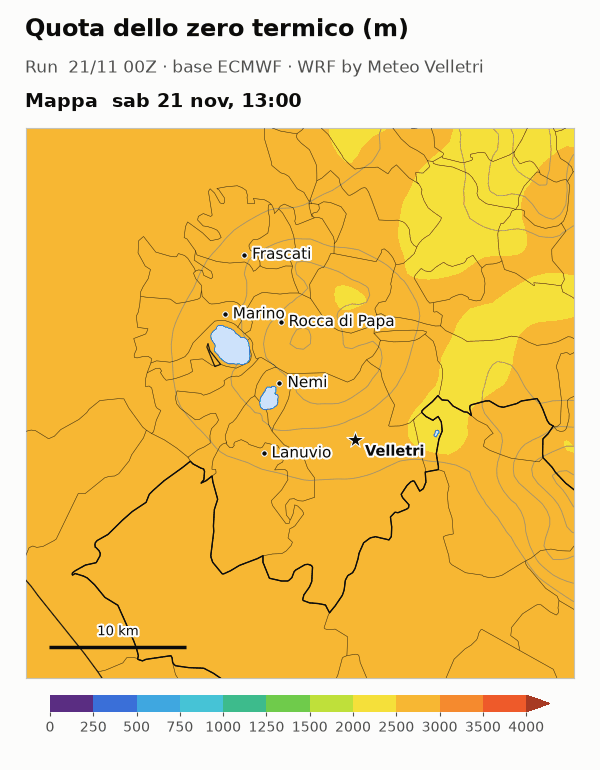 Quota dello zero termico (m)
Run  21/11 00Z · base ECMWF · WRF by Meteo Velletri
Mappa  sab 21 nov, 13:00
Frascati
Marino
Rocca di Papa
Nemi
Velletri
Lanuvio
10 km
0 250 500 750 1000 1250 1500 2000 2500 3000 3500 4000